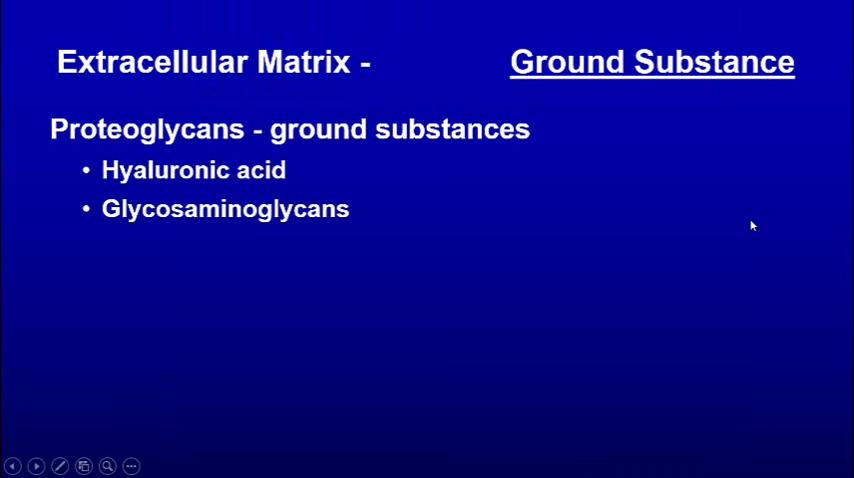 Extracellular Matrix - Ground Substance
Proteoglycans - ground substances
• Hyaluronic acid
• Glycosaminoglycans